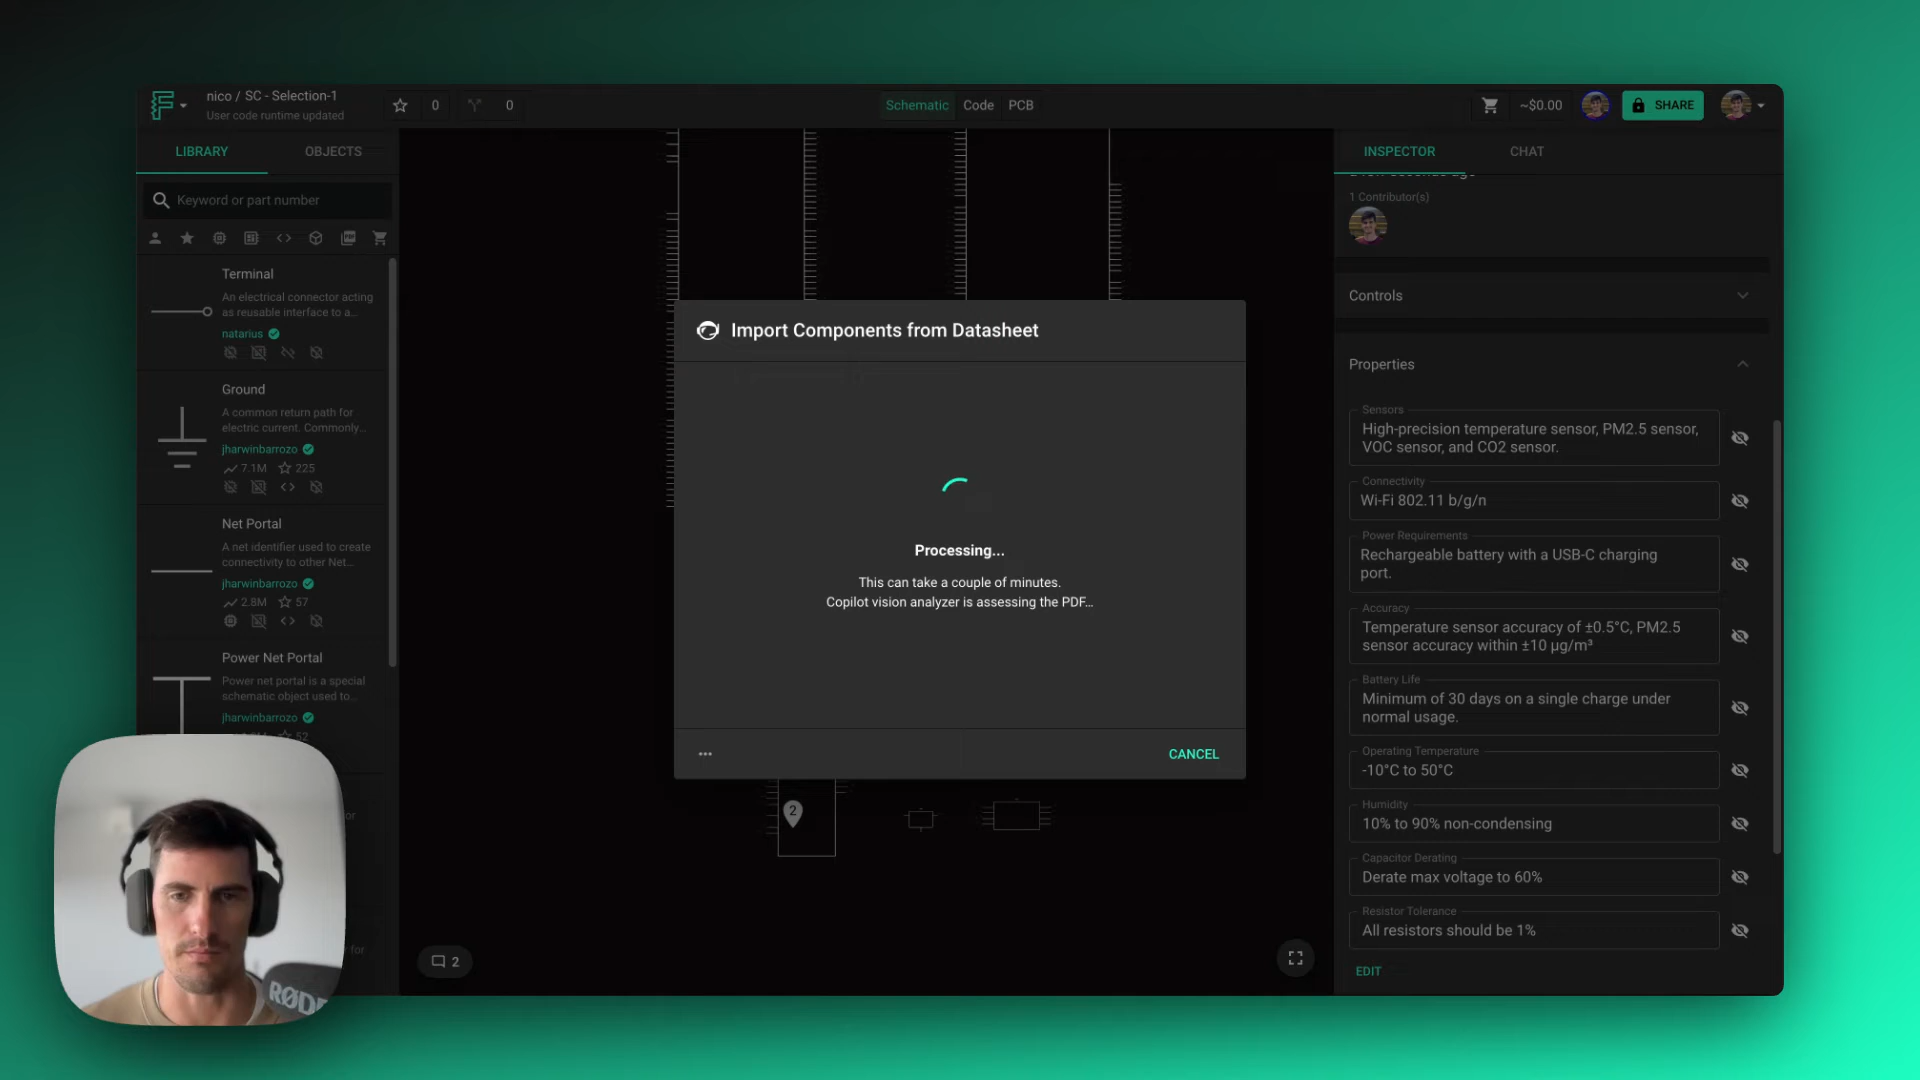 nico / SC - Selection-1
User code runtime updated
0
0
Schematic
Code
PCB
~$0.00
SHARE
LIBRARY
OBJECTS
Keyword or part number
Terminal
An electrical connector acting
as reusable interface to a...
natarius
Ground
A common return path for
electric current. Commonly...
jharwinbarrozo
7.1M
225
Net Portal
A net identifier used to create
connectivity to other Net...
jharwinbarrozo
2.8M
57
Power Net Portal
Power net portal is a special
schematic object used to...
jharwinbarrozo
52
or
for
RØDE
Import Components from Datasheet
Processing...
This can take a couple of minutes.
Copilot vision analyzer is assessing the PDF...
CANCEL
2
2
INSPECTOR
CHAT
1 Contributor(s)
Controls
Properties
Sensors
High-precision temperature sensor, PM2.5 sensor,
VOC sensor, and CO2 sensor.
Connectivity
Wi-Fi 802.11 b/g/n
Power Requirements
Rechargeable battery with a USB-C charging
port.
Accuracy
Temperature sensor accuracy of ±0.5°C, PM2.5
sensor accuracy within ±10 µg/m³
Battery Life
Minimum of 30 days on a single charge under
normal usage.
Operating Temperature
-10°C to 50°C
Humidity
10% to 90% non-condensing
Capacitor Derating
Derate max voltage to 60%
Resistor Tolerance
All resistors should be 1%
EDIT